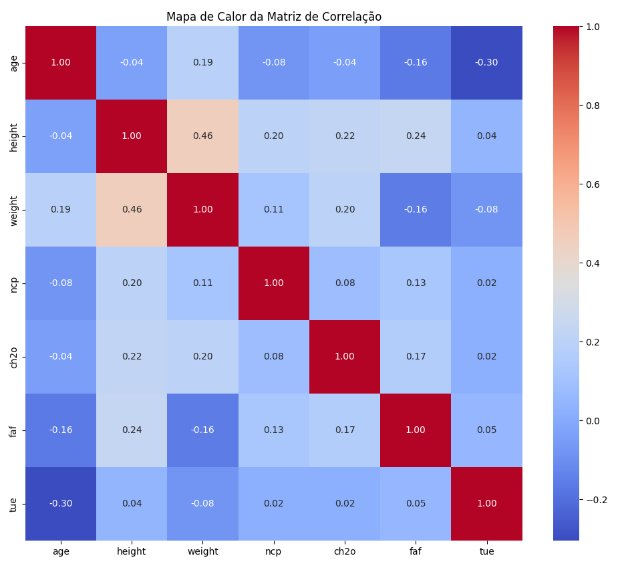 Mapa de Calor da Matriz de Correlação
age 1.00 -0.04 0.19 -0.08 -0.04 -0.16 -0.30
height -0.04 1.00 0.46 0.20 0.22 0.24 0.04
weight 0.19 0.46 1.00 0.11 0.20 -0.16 -0.08
ncp -0.08 0.20 0.11 1.00 0.08 0.13 0.02
ch2o -0.04 0.22 0.20 0.08 1.00 0.17 0.02
faf -0.16 0.24 -0.16 0.13 0.17 1.00 0.05
tue -0.30 0.04 -0.08 0.02 0.02 0.05 1.00
age height weight ncp ch2o faf tue
1.0
0.8
0.6
0.4
0.2
0.0
−0.2